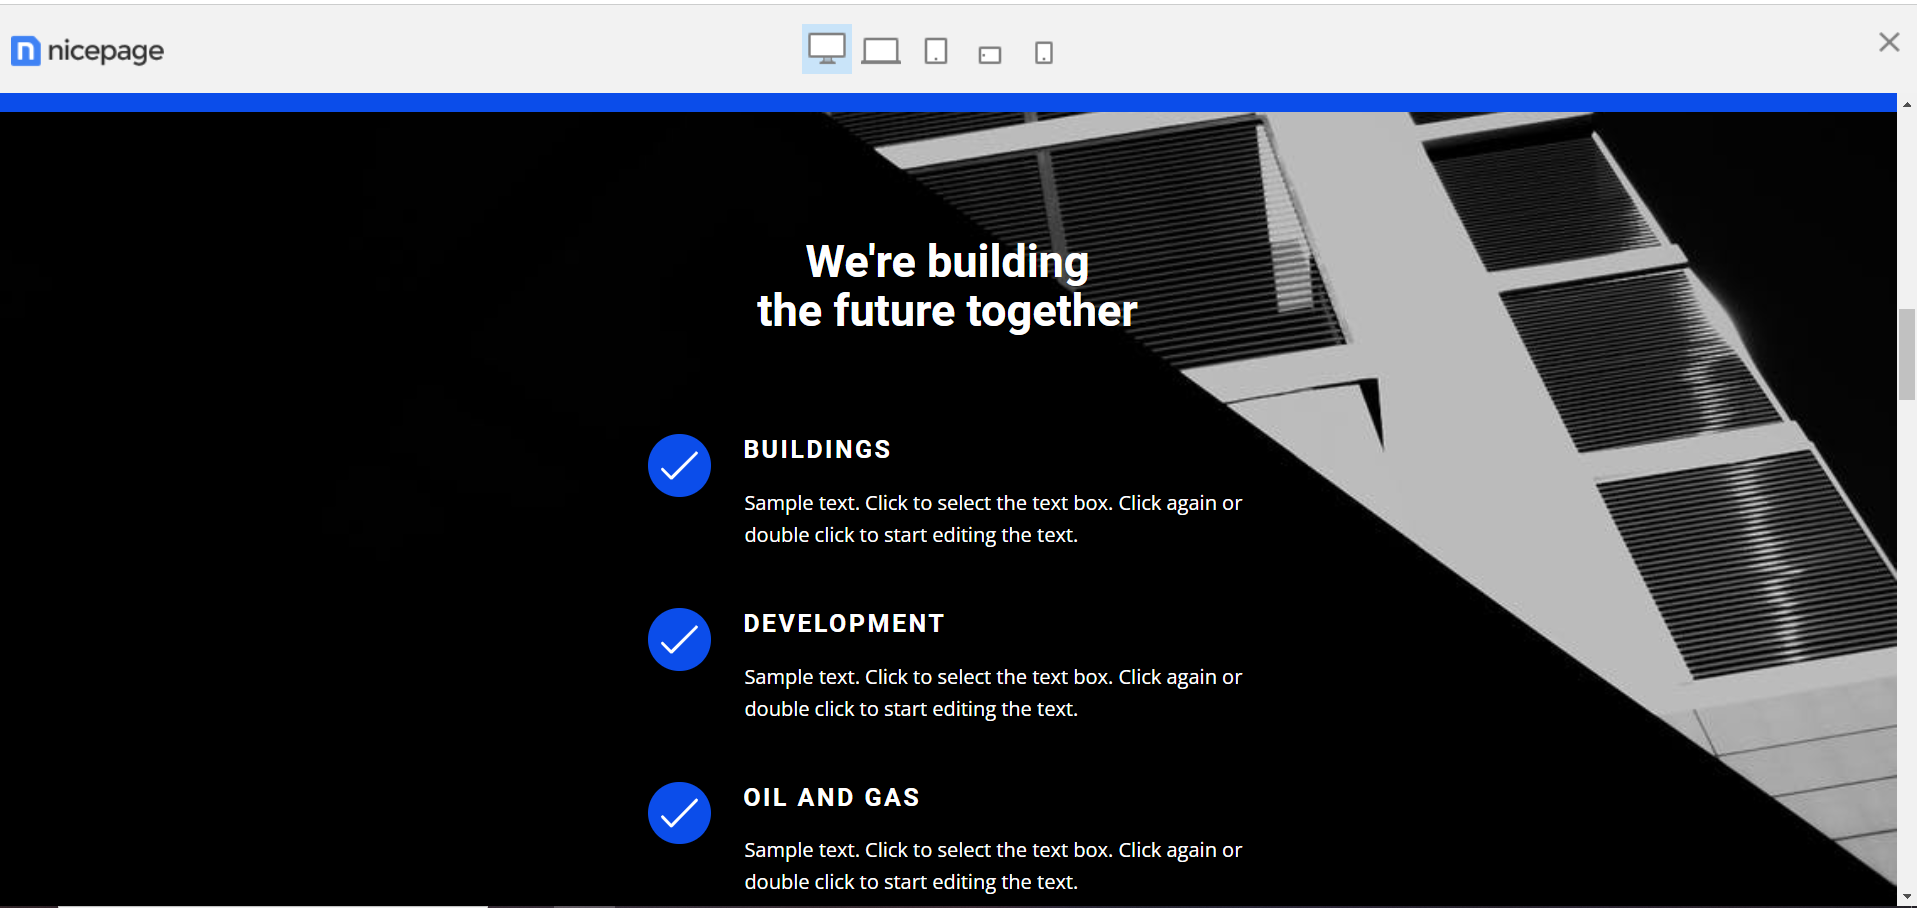 nicepage
We're building
the future together
BUILDINGS
Sample text. Click to select the text box. Click again or
double click to start editing the text.
DEVELOPMENT
Sample text. Click to select the text box. Click again or
double click to start editing the text.
OIL AND GAS
Sample text. Click to select the text box. Click again or
double click to start editing the text.